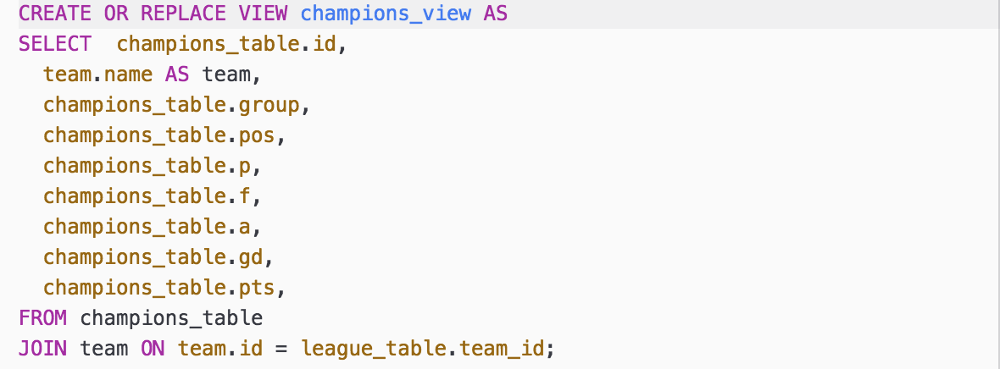 CREATE OR REPLACE VIEW champions_view AS
SELECT  champions_table.id,
  team.name AS team,
  champions_table.group,
  champions_table.pos,
  champions_table.p,
  champions_table.f,
  champions_table.a,
  champions_table.gd,
  champions_table.pts,
FROM champions_table
JOIN team ON team.id = league_table.team_id;